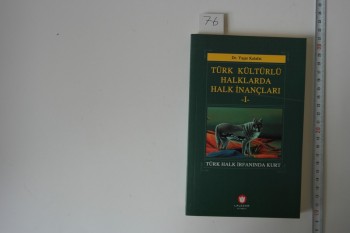 76
Dr. Yaşar Kalafat
TÜRK KÜLTÜRLÜ
HALKLARDA
HALK İNANÇLARI
-I-
TÜRK HALK İRFANINDA KURT